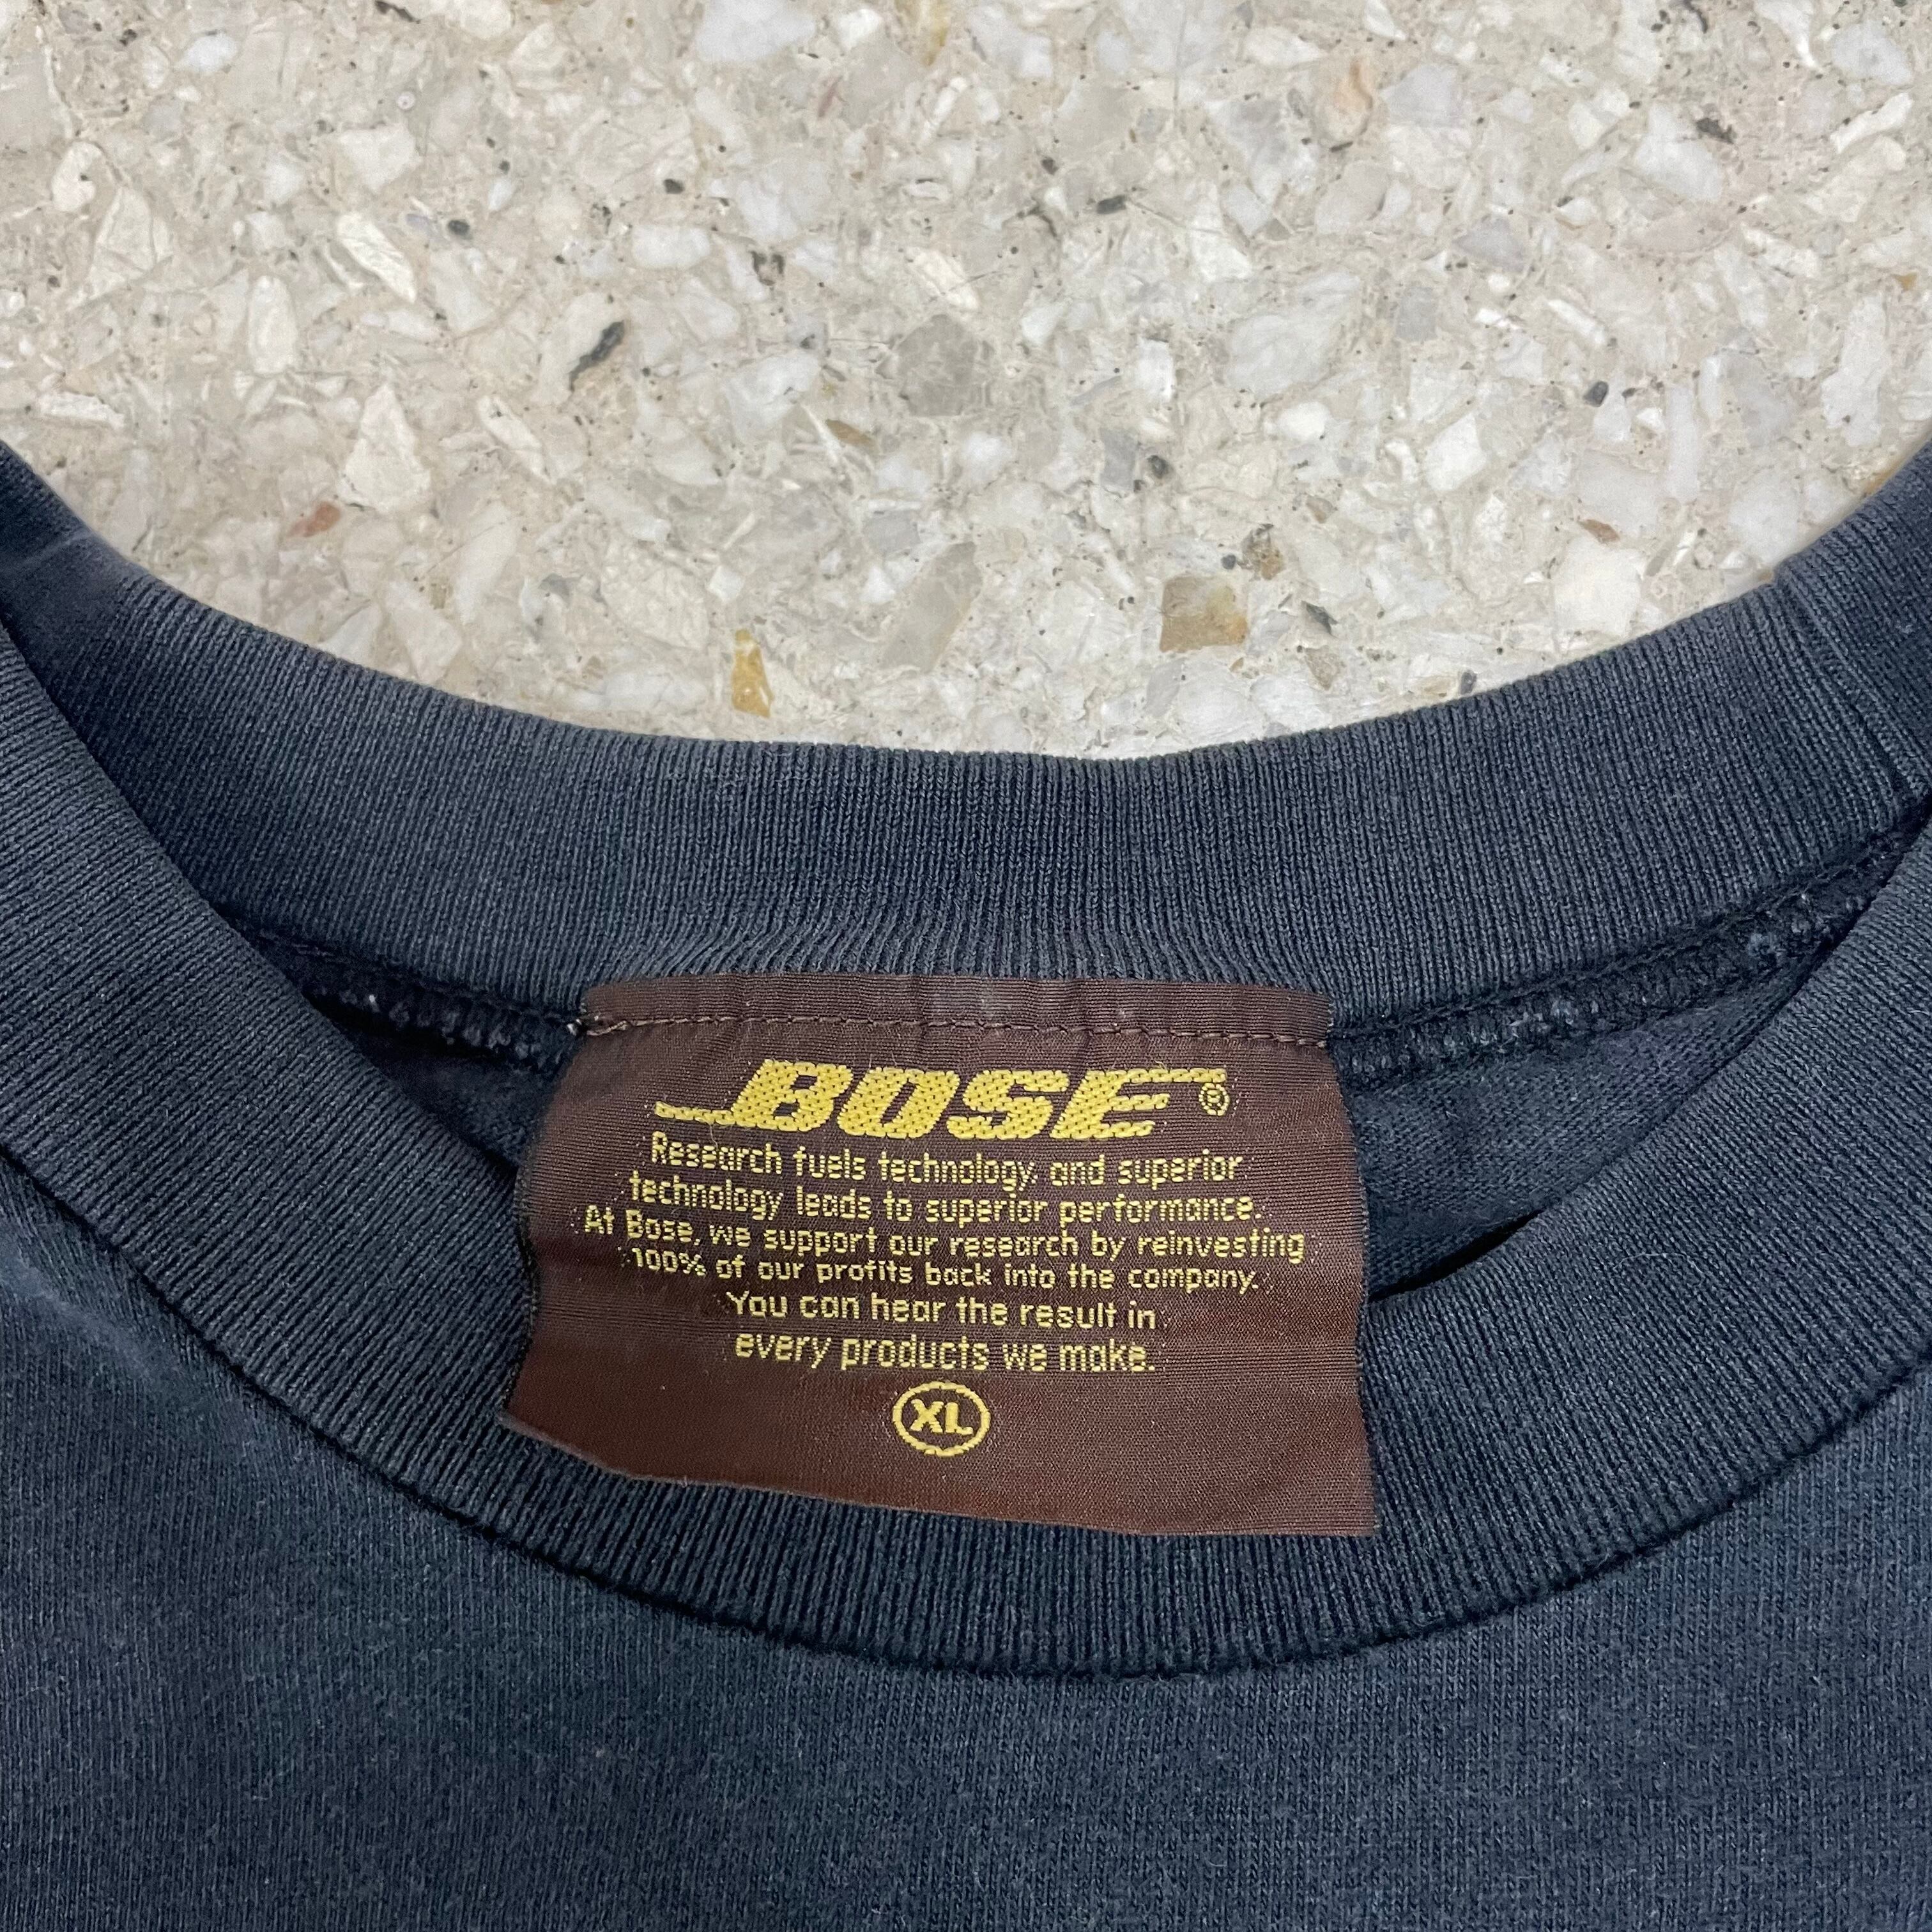 BOSE®
Research fuels technology, and superior
technology leads to superior performance.
At Bose, we support our research by reinvesting
100% of our profits back into the company.
You can hear the result in
every products we make.
XL